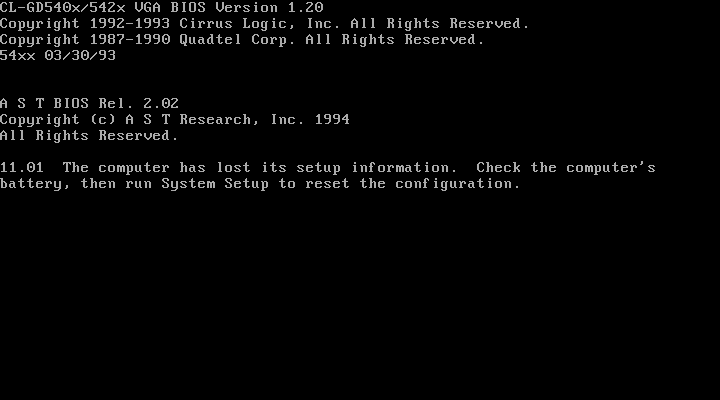 CL-GD540x/542x VGA BIOS Version 1.20
Copyright 1992-1993 Cirrus Logic, Inc. All Rights Reserved.
Copyright 1987-1990 Quadtel Corp. All Rights Reserved.
54xx 03/30/93
A S T BIOS Rel. 2.02
Copyright (c) A S T Research, Inc. 1994
All Rights Reserved.
11.01  The computer has lost its setup information.  Check the computer's
battery, then run System Setup to reset the configuration.